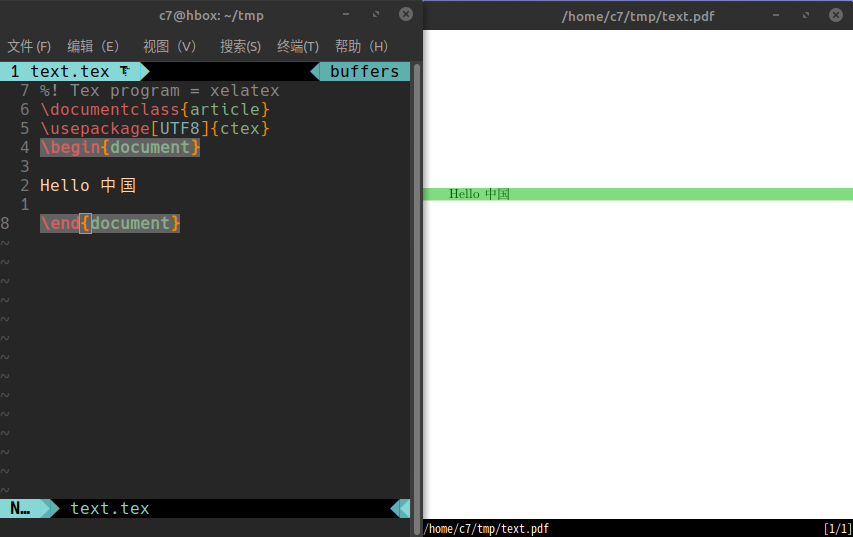 c7@hbox: ~/tmp
文件(F) 编辑（E） 视图（V） 搜索(S) 终端(T) 帮助（H）
1 text.tex buffers
7 %! Tex program = xelatex
6 \documentclass{article}
5 \usepackage[UTF8]{ctex}
4 \begin{document}
3
2 Hello 中国
1
8 \end{document}
~
~
~
~
~
~
~
~
~
~
~
~
~
~
N… text.tex
/home/c7/tmp/text.pdf
Hello 中国
/home/c7/tmp/text.pdf [1/1]